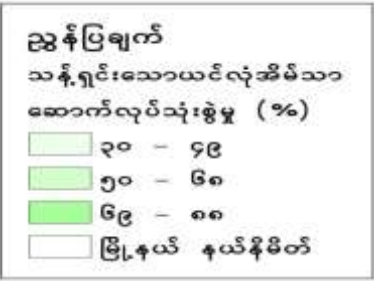 ညွှန်ပြချက်
သန့်ရှင်းသောယင်လုံအိမ်သာ
ဆောက်လုပ်သုံးစွဲမှု (%)
၃၀ – ၄၉
၅၀ – ၆၈
၆၉ – ၈၈
မြို့နယ် နယ်နိမိတ်